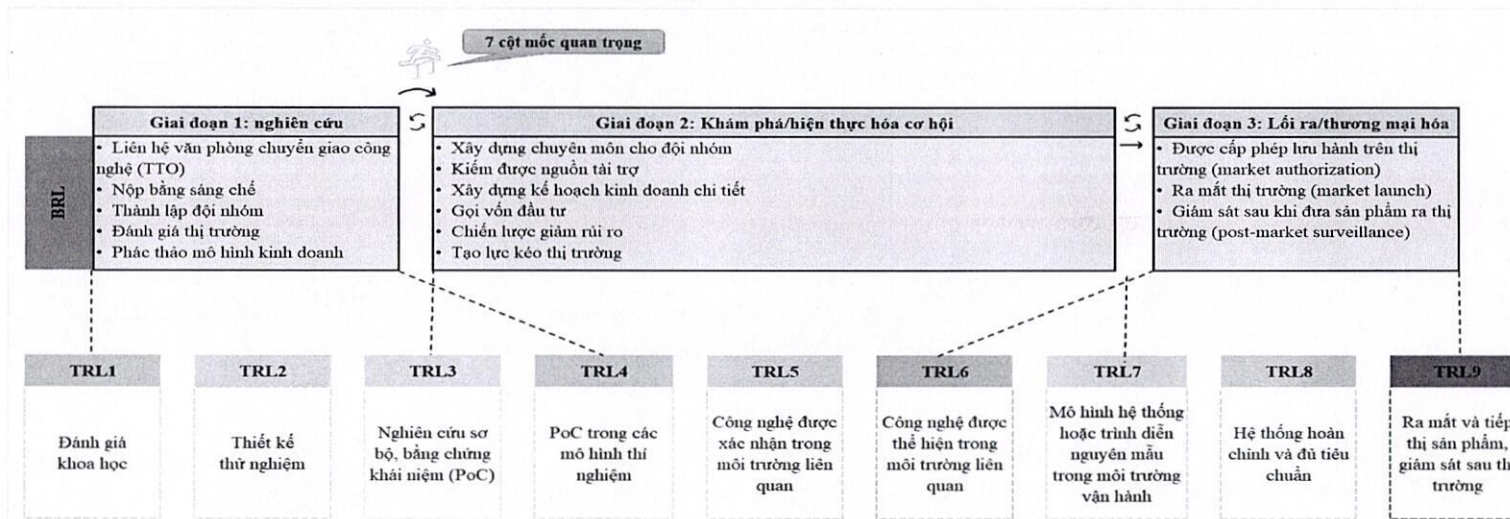 7 cột mốc quan trọng
Giai đoạn 1: nghiên cứu
Giai đoạn 2: Khám phá/hiện thực hóa cơ hội
Giai đoạn 3: Lối ra/thương mại hóa
BRL
• Liên hệ văn phòng chuyển giao công
nghệ (TTO)
• Nộp bằng sáng chế
• Thành lập đội nhóm
• Đánh giá thị trường
• Phác thảo mô hình kinh doanh
• Xây dựng chuyên môn cho đội nhóm
• Kiếm được nguồn tài trợ
• Xây dựng kế hoạch kinh doanh chi tiết
• Gọi vốn đầu tư
• Chiến lược giảm rủi ro
• Tạo lực kéo thị trường
• Được cấp phép lưu hành trên thị
trường (market authorization)
• Ra mắt thị trường (market launch)
• Giám sát sau khi đưa sản phẩm ra thị
trường (post-market surveillance)
TRL1
Đánh giá
khoa học
TRL2
Thiết kế
thử nghiệm
TRL3
Nghiên cứu sơ
bộ, bằng chứng
khái niệm (PoC)
TRL4
PoC trong các
mô hình thí
nghiệm
TRL5
Công nghệ được
xác nhận trong
môi trường liên
quan
TRL6
Công nghệ được
thể hiện trong
môi trường liên
quan
TRL7
Mô hình hệ thống
hoặc trình diễn
nguyên mẫu
trong môi trường
vận hành
TRL8
Hệ thống hoàn
chỉnh và đủ tiêu
chuẩn
TRL9
Ra mắt và tiếp
thị sản phẩm,
giám sát sau
trường